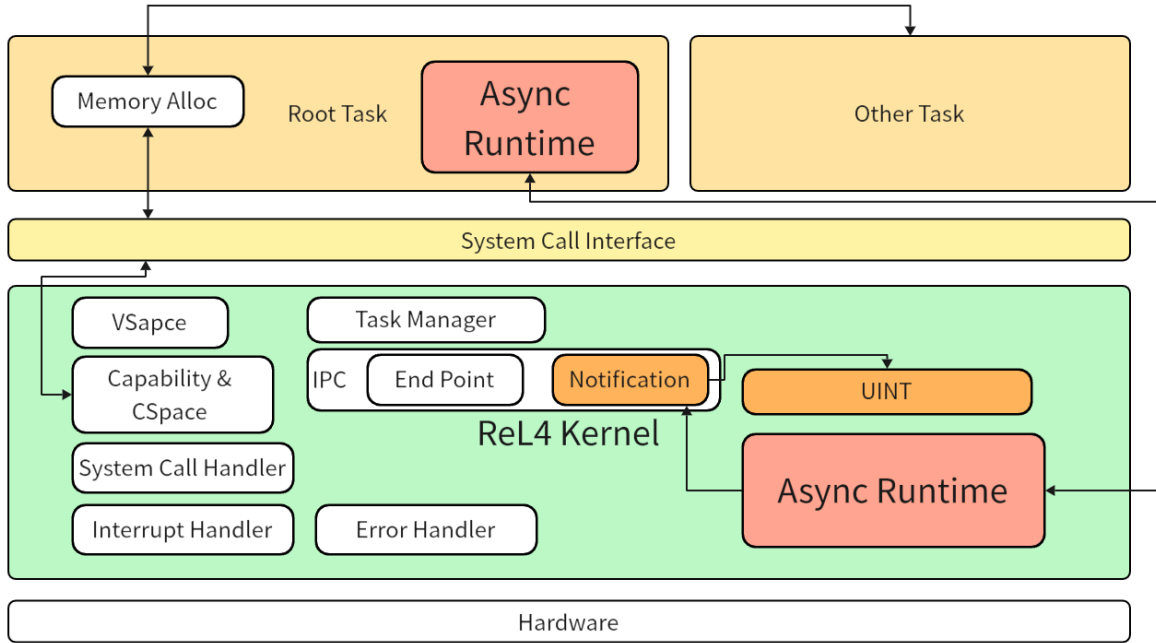 Memory Alloc
Root Task
Async
Runtime
Other Task
System Call Interface
VSapce
Task Manager
Capability &
CSpace
IPC
End Point
Notification
UINT
ReL4 Kernel
System Call Handler
Async Runtime
Interrupt Handler
Error Handler
Hardware